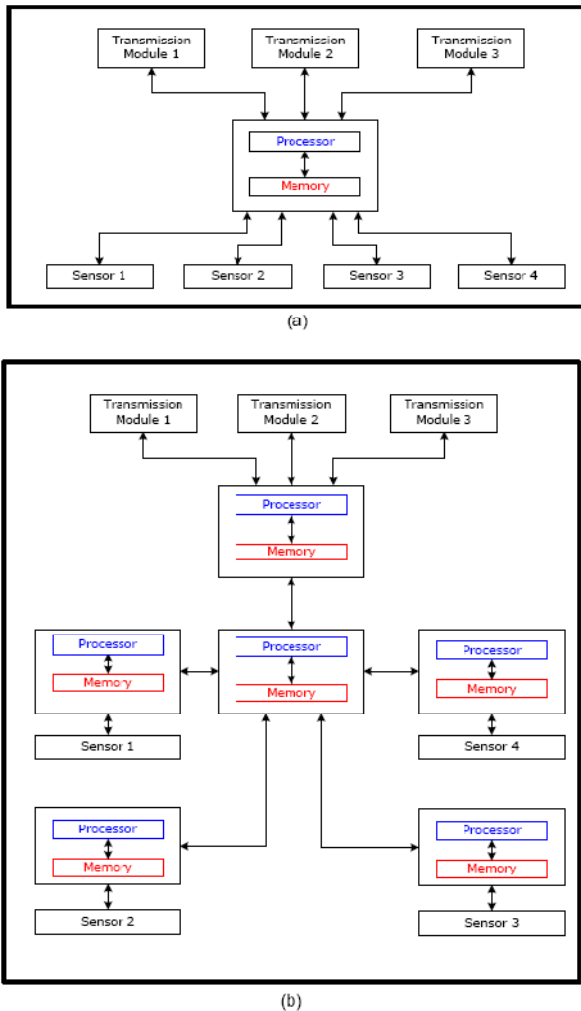 Transmission
Module 1
Transmission
Module 2
Transmission
Module 3
Processor
Memory
Sensor 1
Sensor 2
Sensor 3
Sensor 4
(a)
Transmission
Module 1
Transmission
Module 2
Transmission
Module 3
Processor
Memory
Processor
Memory
Processor
Memory
Processor
Memory
Sensor 1
Sensor 4
Processor
Memory
Processor
Memory
Sensor 2
Sensor 3
(b)